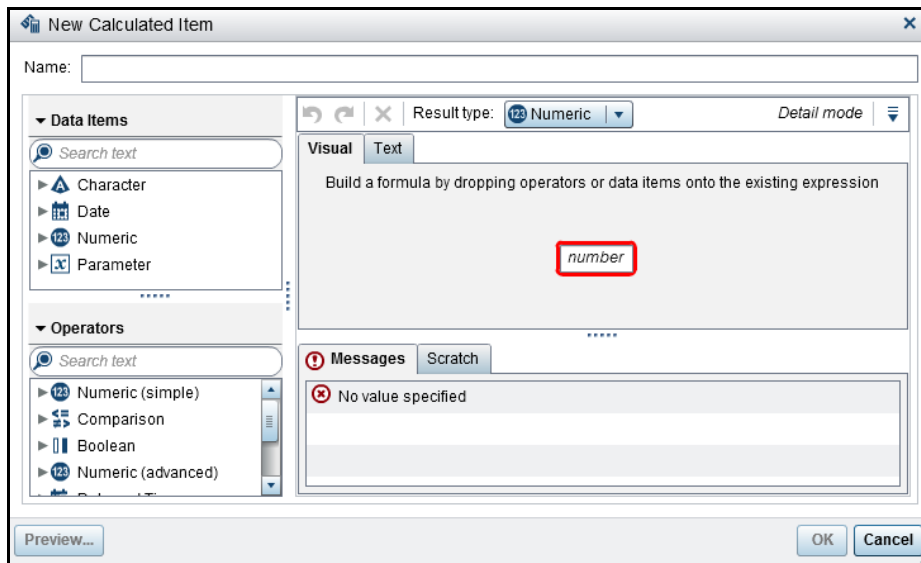 New Calculated Item
Name:
Data Items
Search text
Character
Date
Numeric
Parameter
Operators
Search text
Numeric (simple)
Comparison
Boolean
Numeric (advanced)
Result type: 123 Numeric
Detail mode
Visual Text
Build a formula by dropping operators or data items onto the existing expression
number
Messages Scratch
No value specified
Preview... OK Cancel